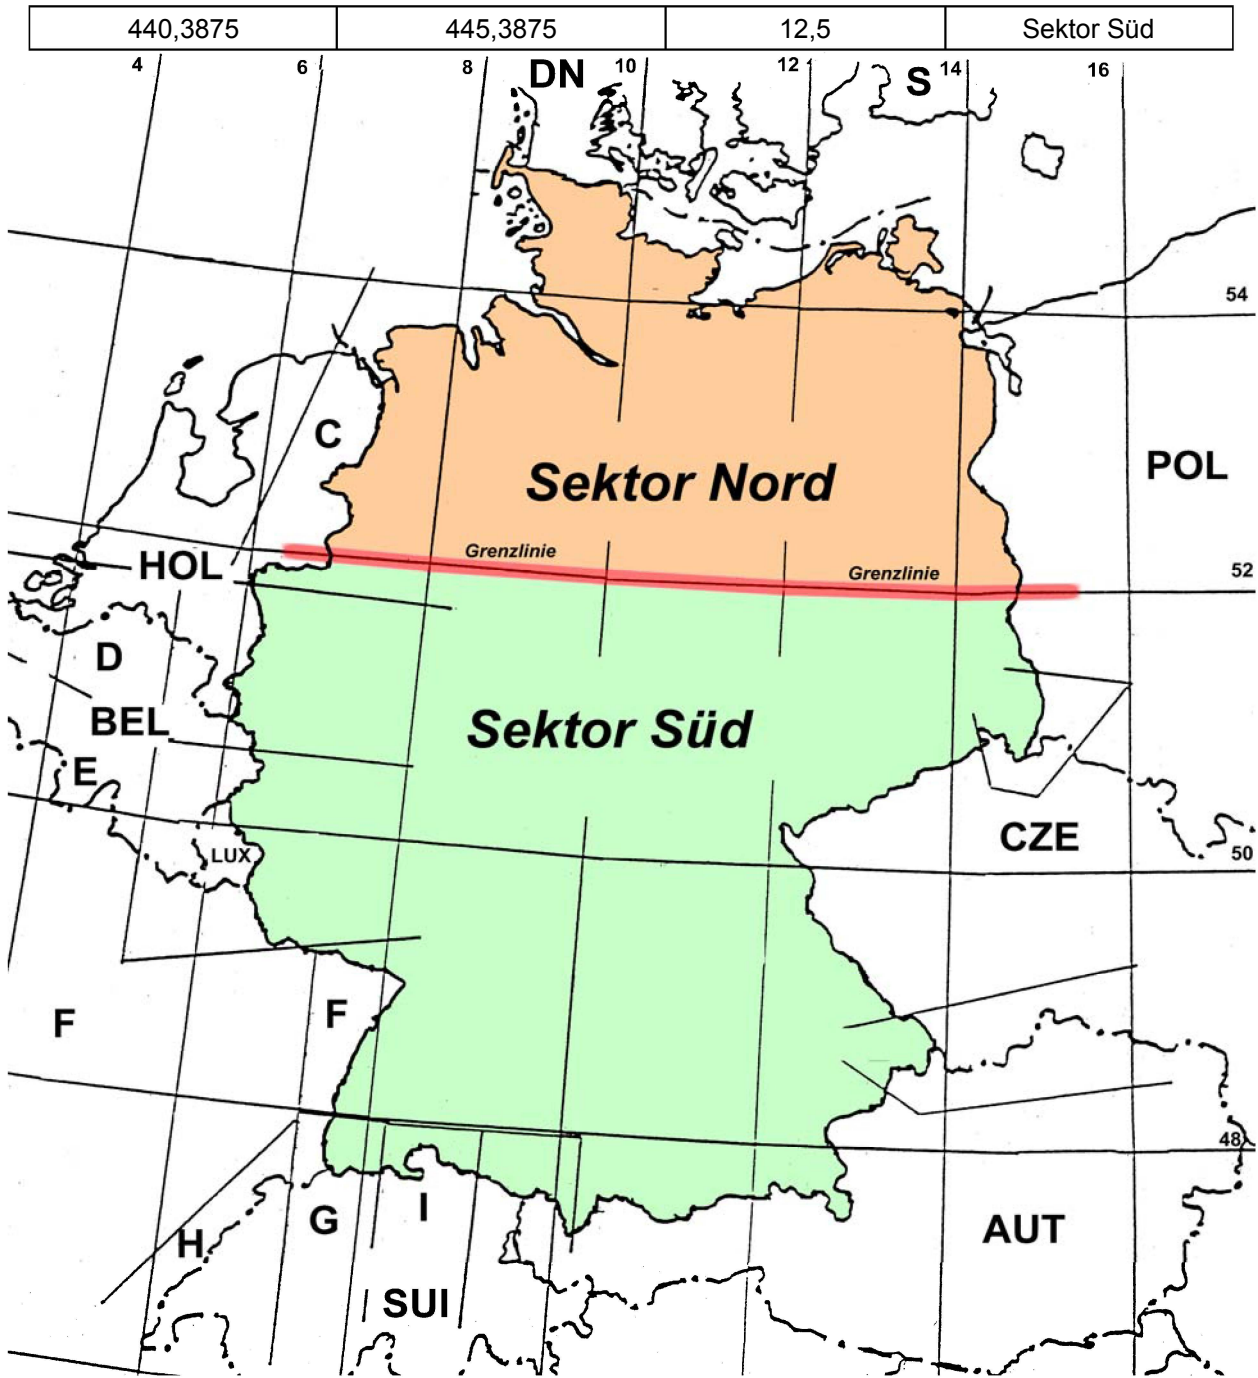 440,3875 445,3875 12,5 Sektor Süd
4 6 8 DN 10 12 S 14 16
54
C
POL
Sektor Nord
Grenzlinie
HOL
Grenzlinie
52
D
Sektor Süd
BEL
E
CZE
LUX
50
F
F
48
G
I
H
AUT
SUI